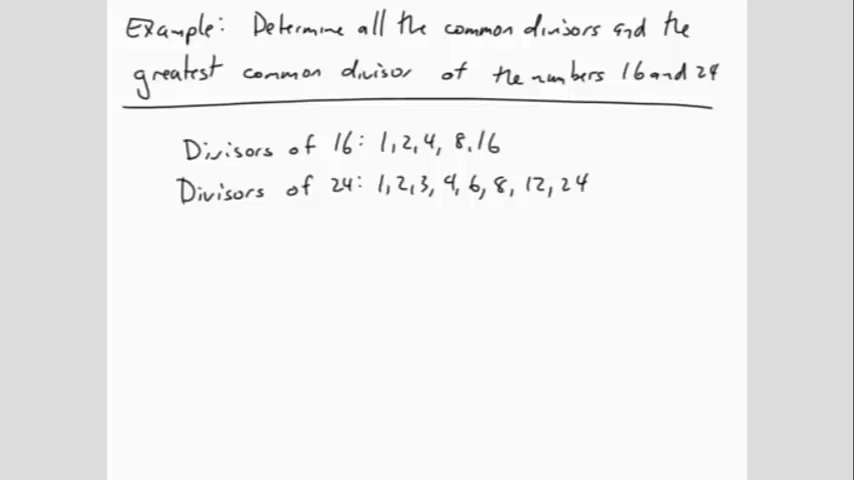 Example: Determine all the common divisors and the
greatest common divisor of the numbers 16 and 24
Divisors of 16: 1, 2, 4, 8, 16
Divisors of 24: 1, 2, 3, 4, 6, 8, 12, 24